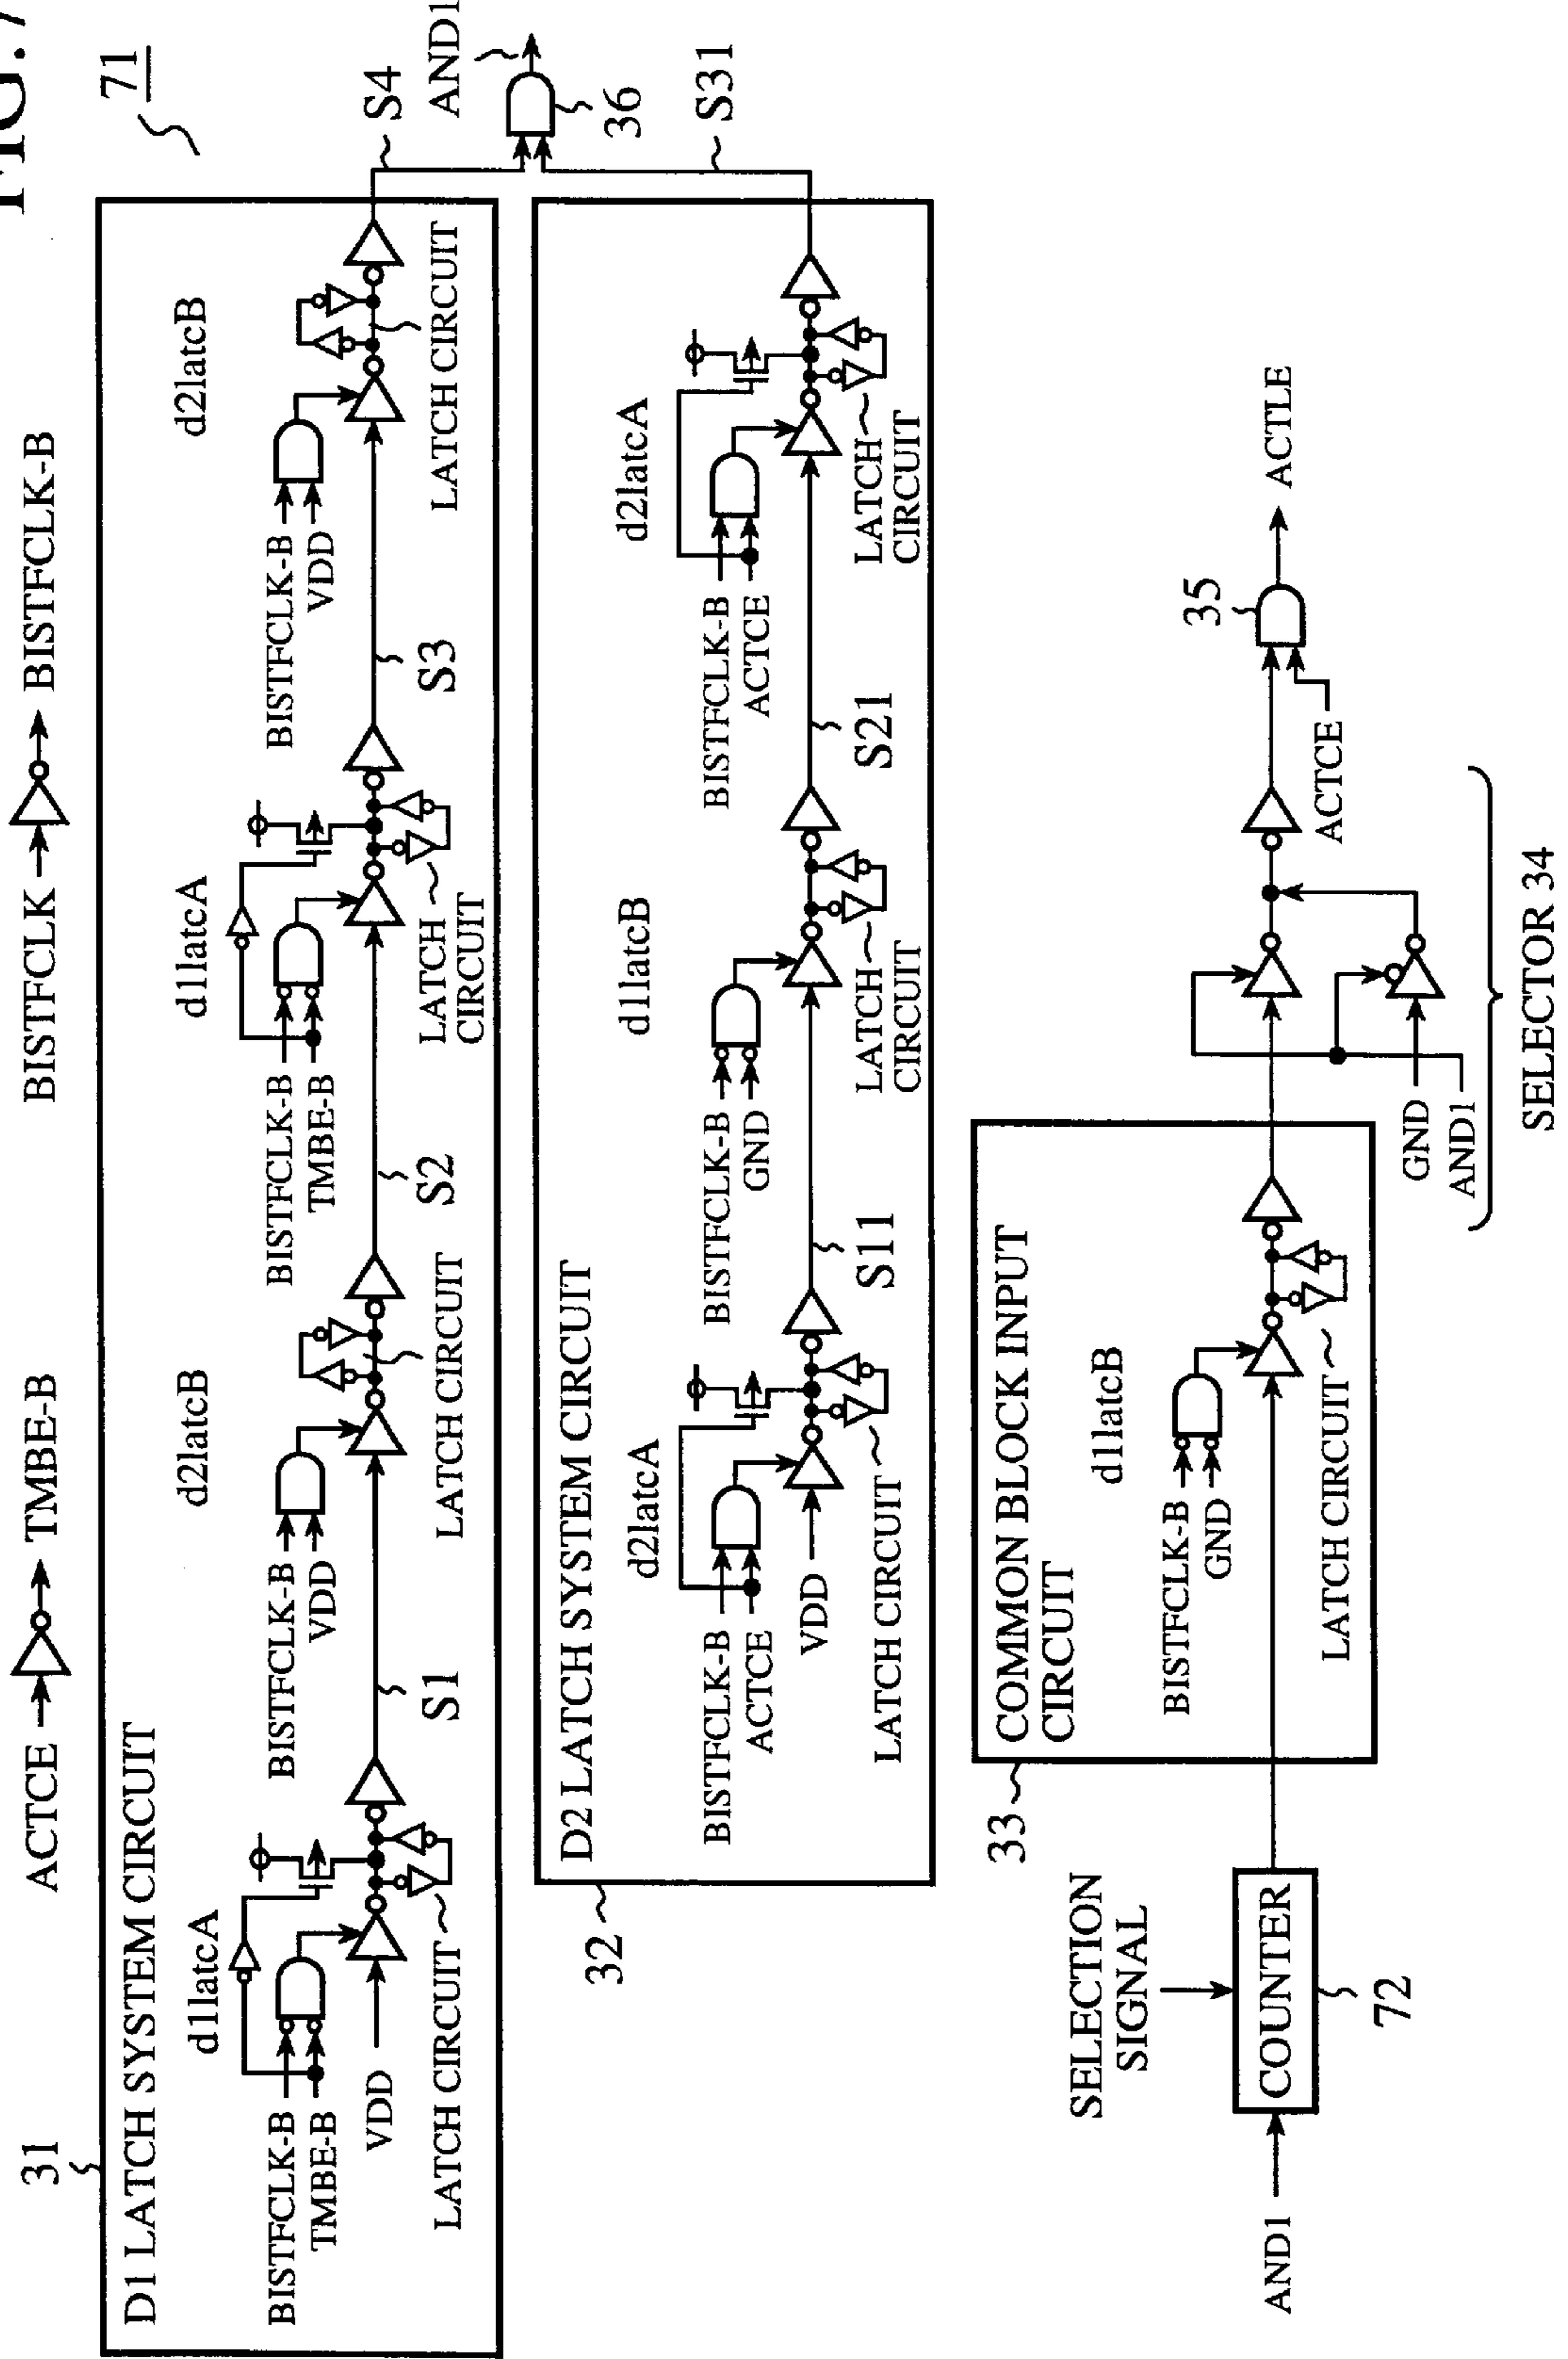 FIG. 7
71
ACTCE
TMBE-B
BISTFCLK
BISTFCLK-B
31
D1 LATCH SYSTEM CIRCUIT
d1latcA
BISTFCLK-B
TMBE-B
VDD
LATCH CIRCUIT
S1
d2latcB
BISTFCLK-B
VDD
LATCH CIRCUIT
S2
d1latcA
BISTFCLK-B
TMBE-B
LATCH
CIRCUIT
S3
d2latcB
BISTFCLK-B
VDD
LATCH CIRCUIT
S4
AND1
36
S31
32
D2 LATCH SYSTEM CIRCUIT
d2latcA
BISTFCLK-B
ACTCE
VDD
LATCH CIRCUIT
S11
d1latcB
BISTFCLK-B
GND
LATCH
CIRCUIT
S21
d2latcA
BISTFCLK-B
ACTCE
LATCH
CIRCUIT
33
COMMON BLOCK INPUT
CIRCUIT
d1latcB
BISTFCLK-B
GND
LATCH CIRCUIT
SELECTION
SIGNAL
AND1
COUNTER
72
GND
AND1
SELECTOR 34
ACTCE
35
ACTLE